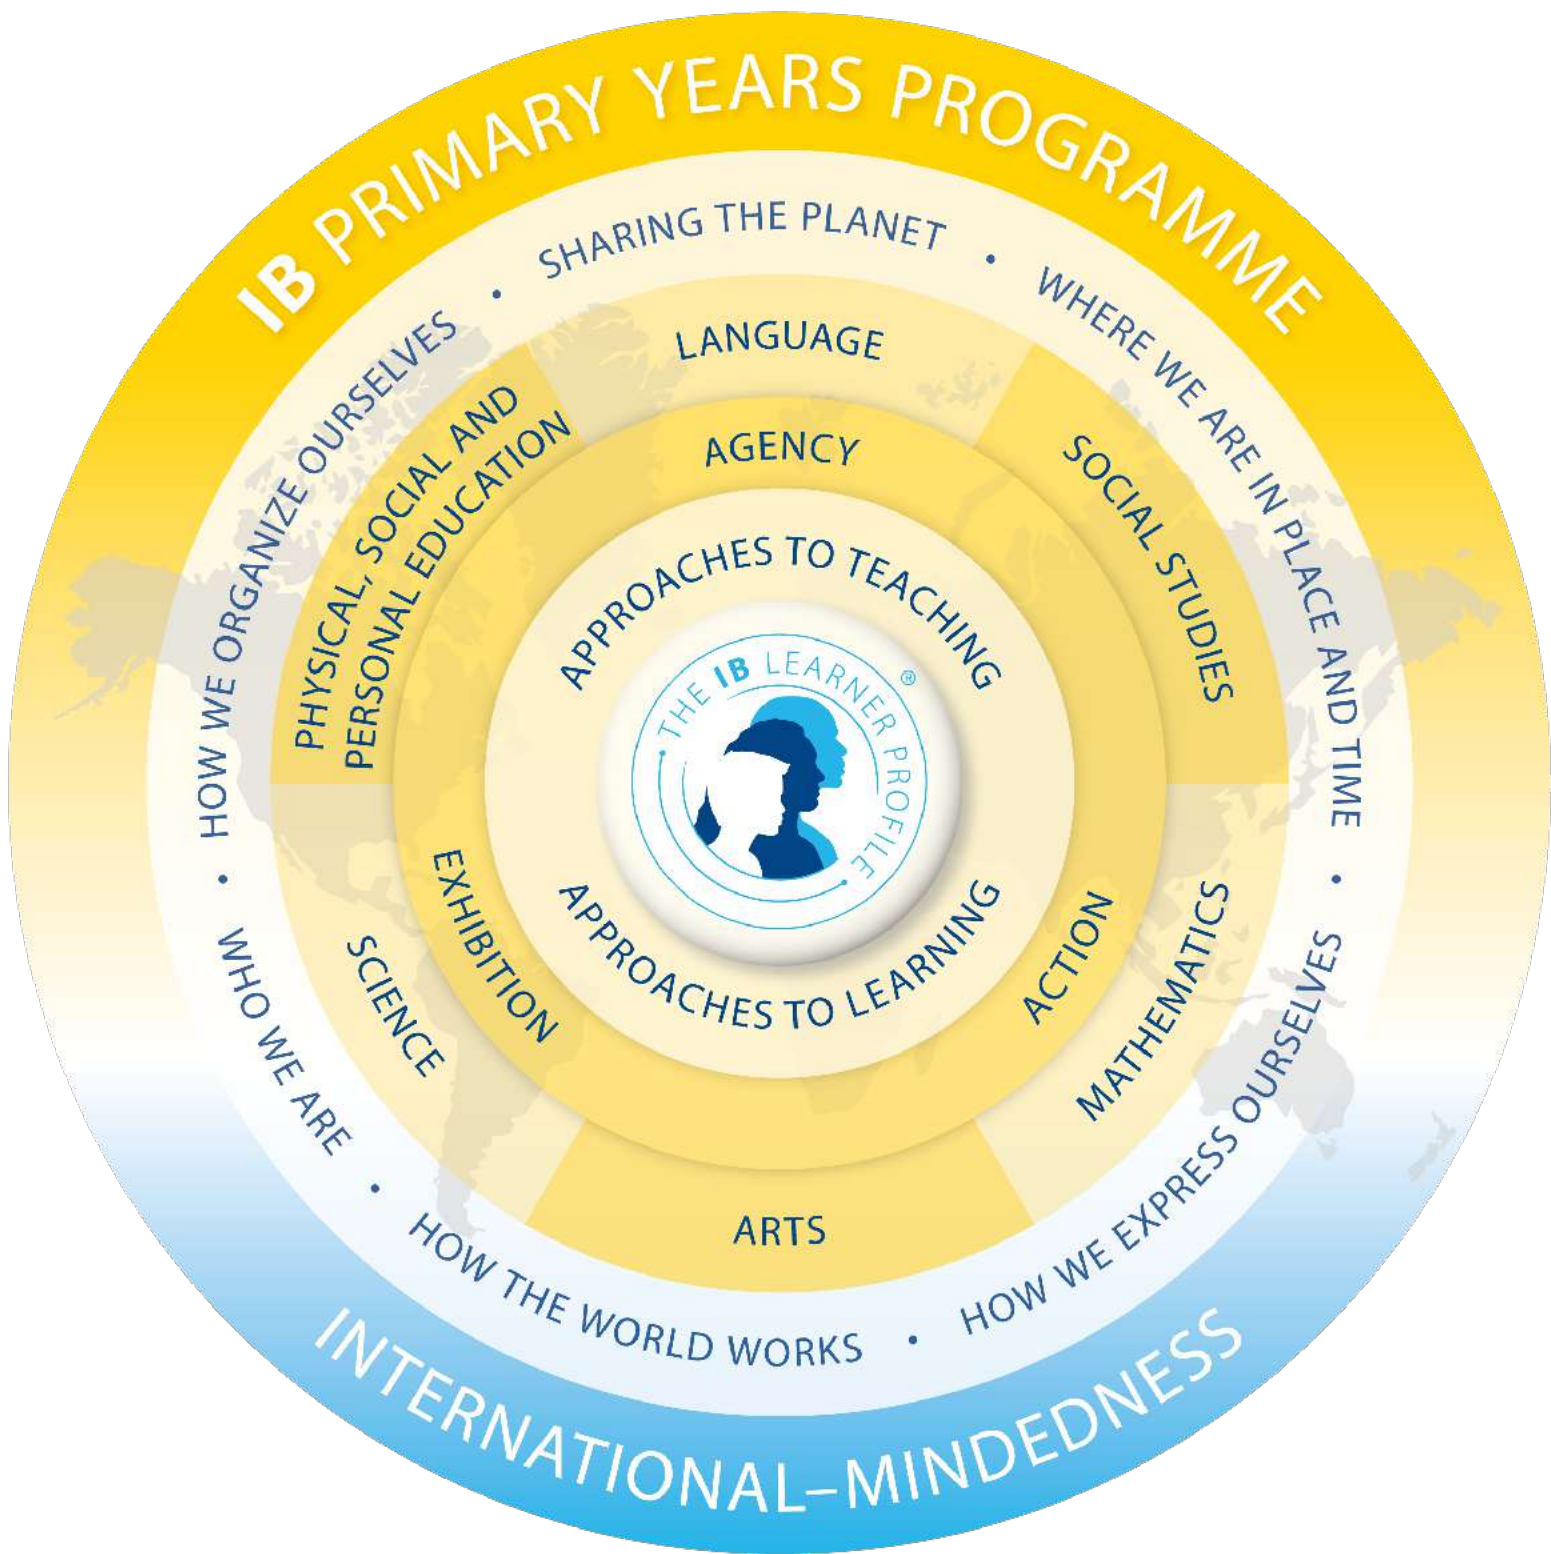 IB PRIMARY YEARS PROGRAMME
SHARING THE PLANET
•
WHERE WE ARE IN PLACE AND TIME
•
HOW WE EXPRESS OURSELVES
•
HOW THE WORLD WORKS
•
WHO WE ARE
•
HOW WE ORGANIZE OURSELVES
•
LANGUAGE
SOCIAL STUDIES
MATHEMATICS
ARTS
SCIENCE
PHYSICAL, SOCIAL AND
PERSONAL EDUCATION
AGENCY
ACTION
EXHIBITION
APPROACHES TO TEACHING
APPROACHES TO LEARNING
• THE IB LEARNER PROFILE •
®
INTERNATIONAL–MINDEDNESS